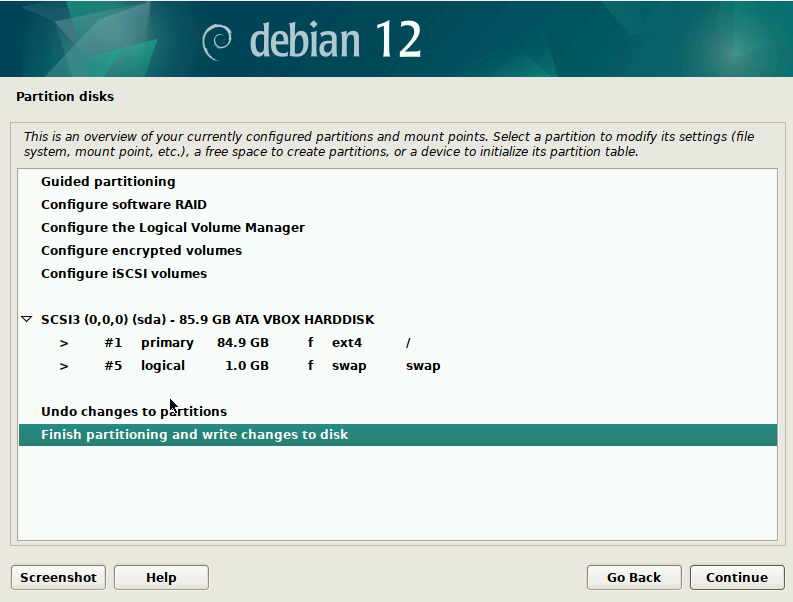 debian 12
Partition disks
This is an overview of your currently configured partitions and mount points. Select a partition to modify its settings (file
system, mount point, etc.), a free space to create partitions, or a device to initialize its partition table.
Guided partitioning
Configure software RAID
Configure the Logical Volume Manager
Configure encrypted volumes
Configure iSCSI volumes
SCSI3 (0,0,0) (sda) - 85.9 GB ATA VBOX HARDDISK
> #1 primary 84.9 GB f ext4 /
> #5 logical 1.0 GB f swap swap
Undo changes to partitions
Finish partitioning and write changes to disk
Screenshot Help Go Back Continue